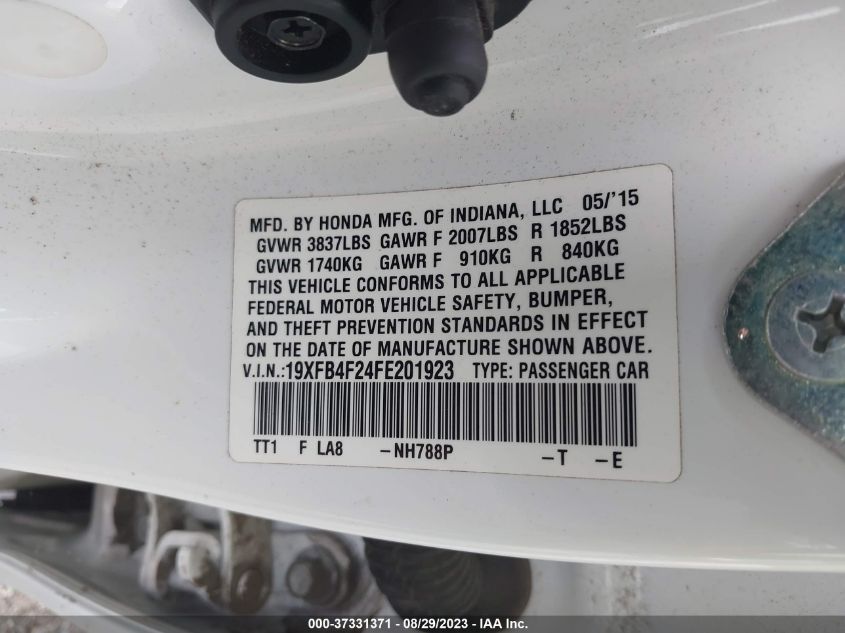 MFD. BY HONDA MFG. OF INDIANA, LLC 05/'15
GVWR 3837LBS GAWR F 2007LBS R 1852LBS
GVWR 1740KG GAWR F 910KG R 840KG
THIS VEHICLE CONFORMS TO ALL APPLICABLE
FEDERAL MOTOR VEHICLE SAFETY, BUMPER,
AND THEFT PREVENTION STANDARDS IN EFFECT
ON THE DATE OF MANUFACTURE SHOWN ABOVE.
V.I.N.:19XFB4F24FE201923 TYPE: PASSENGER CAR
TT1 F LA8 -NH788P -T -E
000-37331371 - 08/29/2023 - IAA Inc.